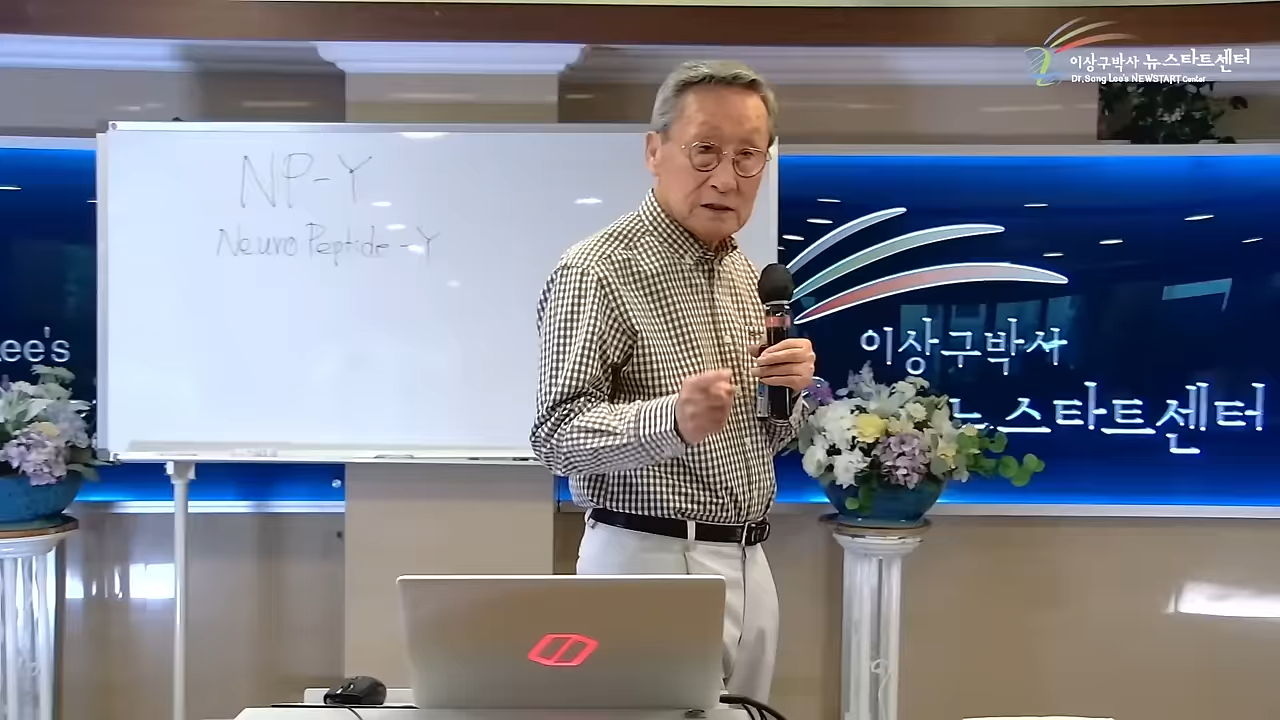 이상구박사 뉴스타트센터
Dr.Sang Lee's NEWSTART Center
NP-Y
Neuro Peptide-Y
ee's
이상구박사
뉴스타트센터